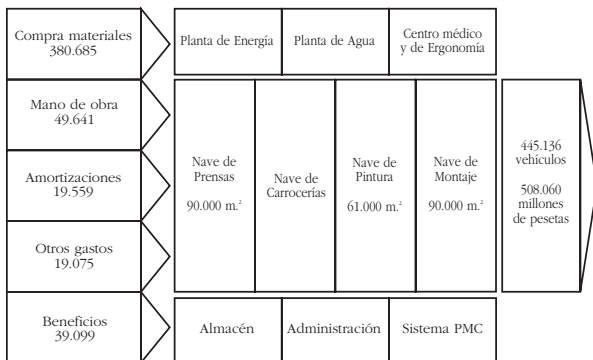 Compra materiales
380.685
Planta de Energía
Planta de Agua
Centro médico
y de Ergonomía
Mano de obra
49.641
Amortizaciones
19.559
Otros gastos
19.075
Nave de
Prensas
90.000 m.²
Nave de
Carrocerías
Nave de
Pintura
61.000 m.²
Nave de
Montaje
90.000 m.²
445.136
vehículos
508.060
millones
de pesetas
Beneficios
39.099
Almacén
Administración
Sistema PMC